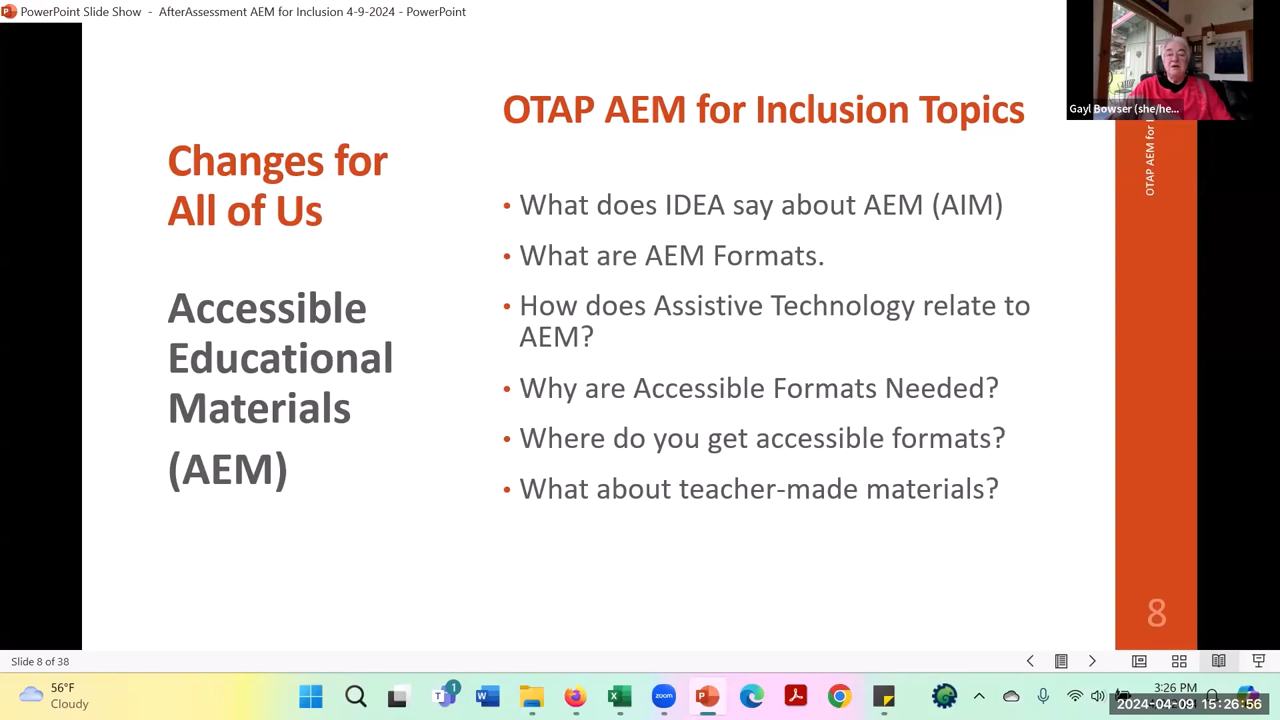 PowerPoint Slide Show - AfterAssessment AEM for Inclusion 4-9-2024 - PowerPoint
Gayl Bowser (she/he...
OTAP AEM for Inclusion Topics
Changes for
All of Us
Accessible
Educational
Materials
(AEM)
• What does IDEA say about AEM (AIM)
• What are AEM Formats.
• How does Assistive Technology relate to
AEM?
• Why are Accessible Formats Needed?
• Where do you get accessible formats?
• What about teacher-made materials?
OTAP AEM for
8
Slide 8 of 38
56°F
Cloudy
1
zoom
3:26 PM
2024-04-09 15:26:56